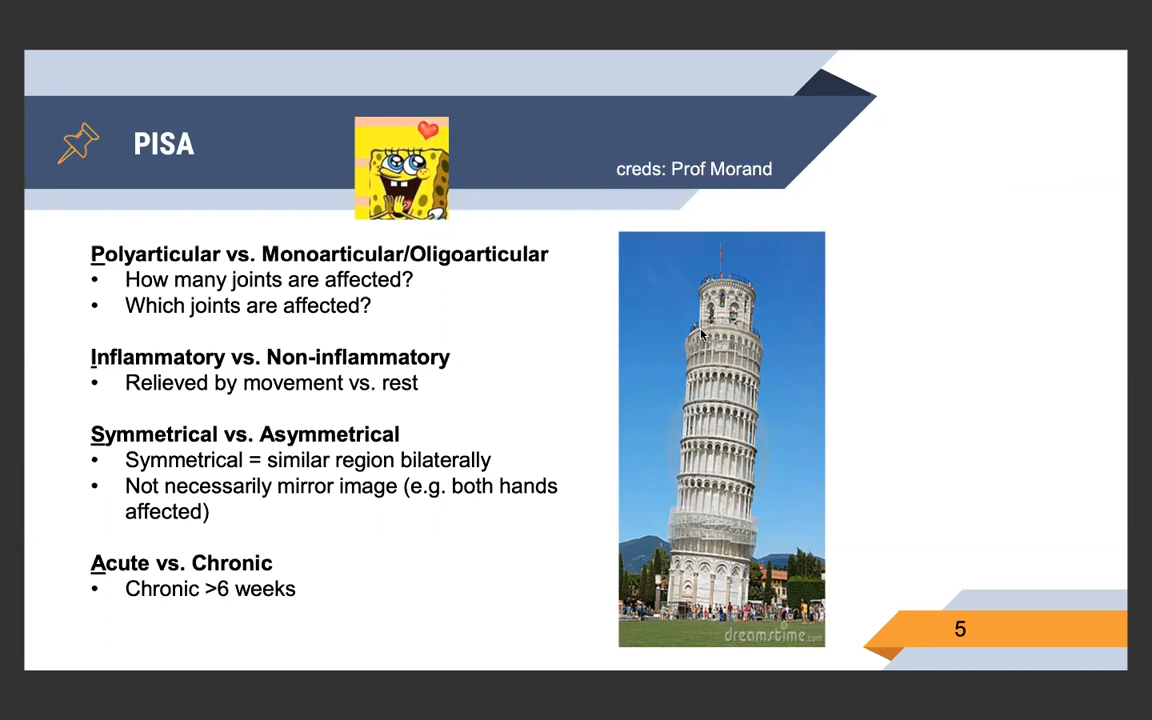 PISA
creds: Prof Morand
Polyarticular vs. Monoarticular/Oligoarticular
• How many joints are affected?
• Which joints are affected?
Inflammatory vs. Non-inflammatory
• Relieved by movement vs. rest
Symmetrical vs. Asymmetrical
• Symmetrical = similar region bilaterally
• Not necessarily mirror image (e.g. both hands
affected)
Acute vs. Chronic
• Chronic >6 weeks
dreamstime.com
5